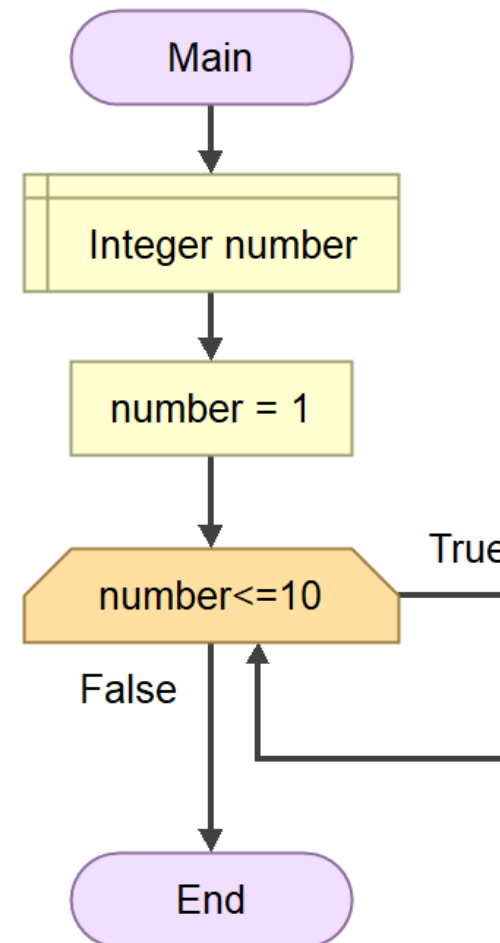 Main
Integer number
number = 1
number<=10
True
False
End